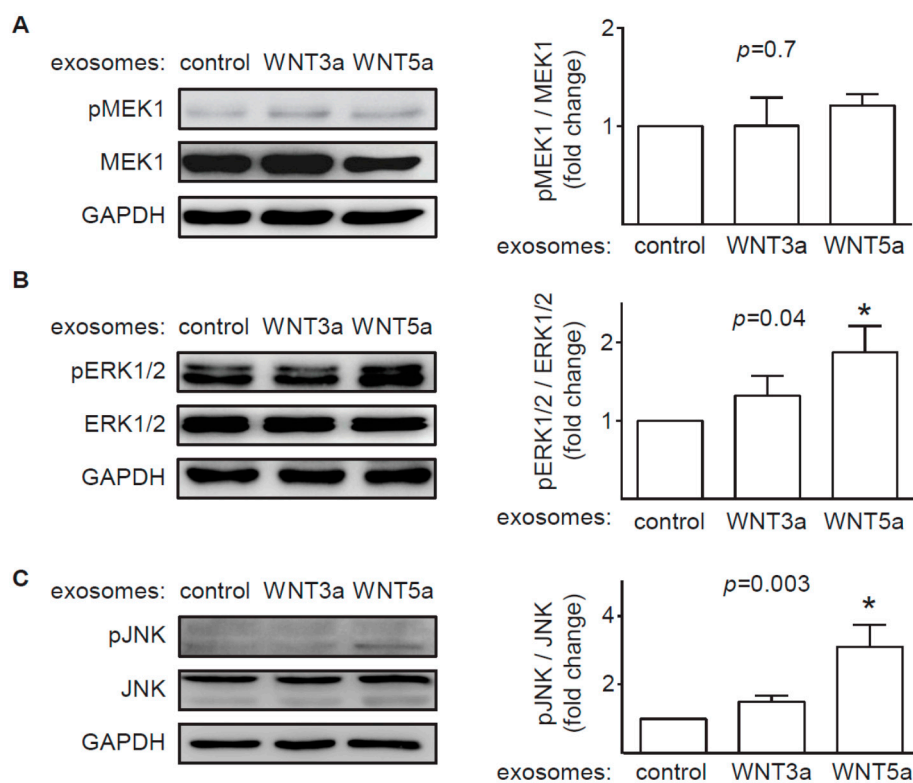 A
exosomes: control WNT3a WNT5a
pMEK1
MEK1
GAPDH
pMEK1 / MEK1
(fold change)
2
1
p=0.7
exosomes: control WNT3a WNT5a
B
exosomes: control WNT3a WNT5a
pERK1/2
ERK1/2
GAPDH
pERK1/2 / ERK1/2
(fold change)
2
1
p=0.04
*
exosomes: control WNT3a WNT5a
C
exosomes: control WNT3a WNT5a
pJNK
JNK
GAPDH
pJNK / JNK
(fold change)
4
2
p=0.003
*
exosomes: control WNT3a WNT5a